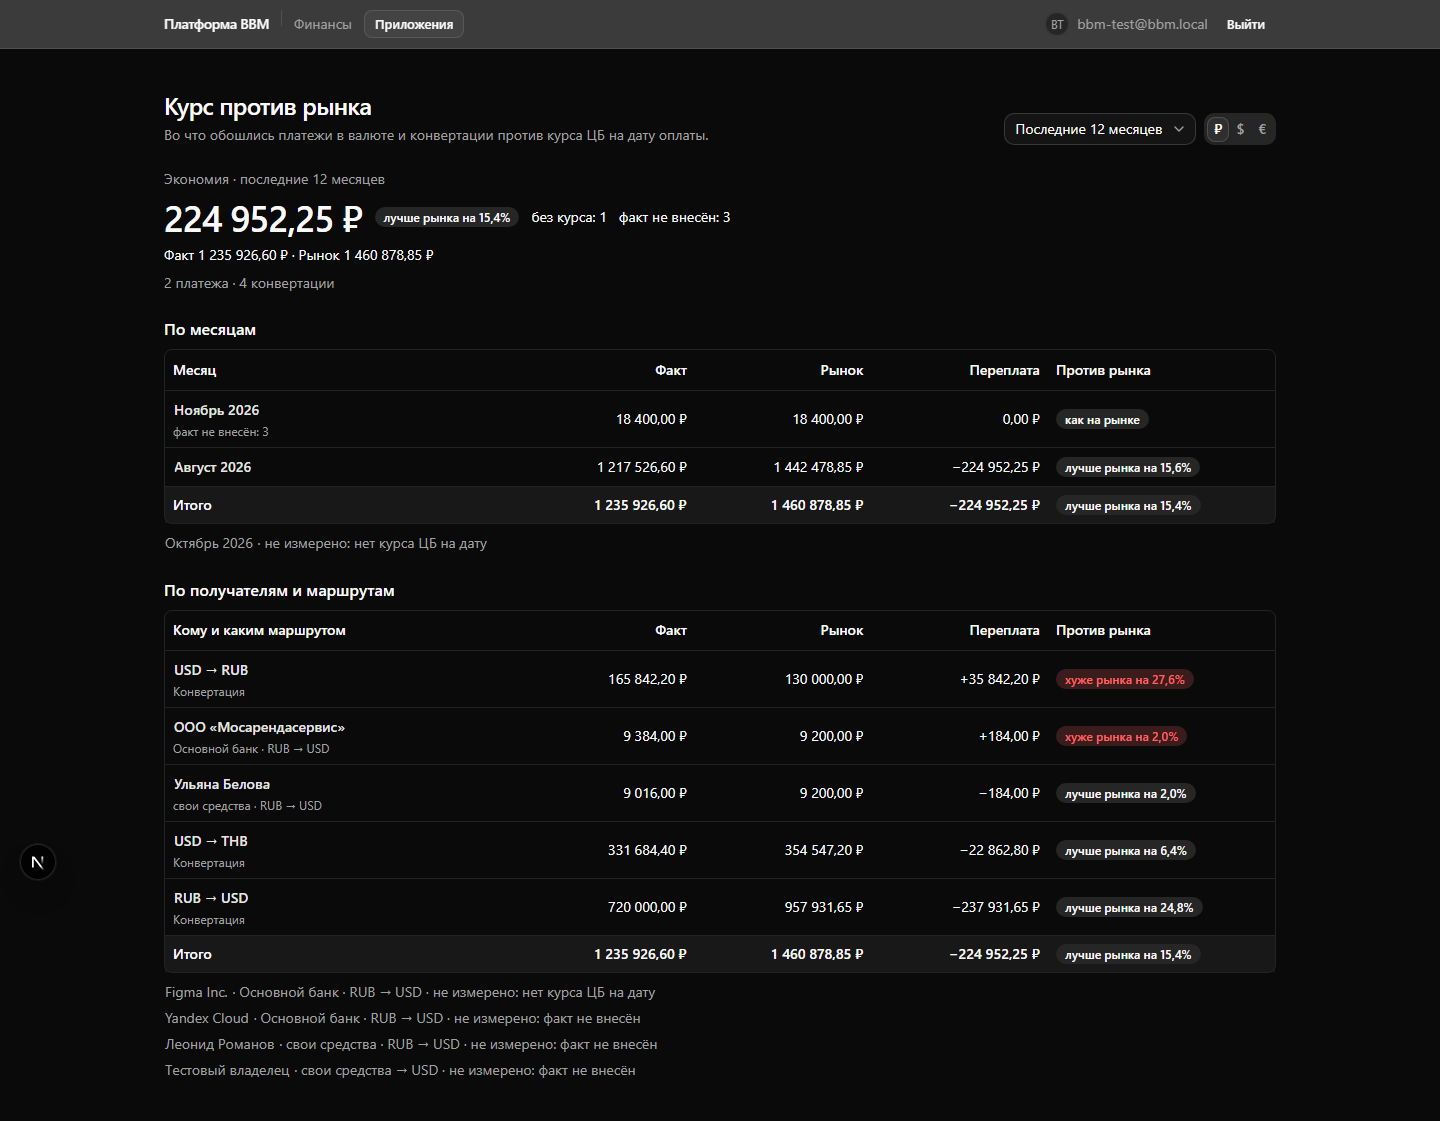 Платформа BBM Финансы Приложения BT bbm-test@bbm.local Выйти
Курс против рынка
Во что обошлись платежи в валюте и конвертации против курса ЦБ на дату оплаты.
Последние 12 месяцев ₽ $ €
Экономия · последние 12 месяцев
224 952,25 ₽ лучше рынка на 15,4% без курса: 1 факт не внесён: 3
Факт 1 235 926,60 ₽ · Рынок 1 460 878,85 ₽
2 платежа · 4 конвертации
По месяцам
Месяц Факт Рынок Переплата Против рынка
Ноябрь 2026 18 400,00 ₽ 18 400,00 ₽ 0,00 ₽ как на рынке
факт не внесён: 3
Август 2026 1 217 526,60 ₽ 1 442 478,85 ₽ −224 952,25 ₽ лучше рынка на 15,6%
Итого 1 235 926,60 ₽ 1 460 878,85 ₽ −224 952,25 ₽ лучше рынка на 15,4%
Октябрь 2026 · не измерено: нет курса ЦБ на дату
По получателям и маршрутам
Кому и каким маршрутом Факт Рынок Переплата Против рынка
USD → RUB 165 842,20 ₽ 130 000,00 ₽ +35 842,20 ₽ хуже рынка на 27,6%
Конвертация
ООО «Мосарендасервис» 9 384,00 ₽ 9 200,00 ₽ +184,00 ₽ хуже рынка на 2,0%
Основной банк · RUB → USD
Ульяна Белова 9 016,00 ₽ 9 200,00 ₽ −184,00 ₽ лучше рынка на 2,0%
свои средства · RUB → USD
USD → THB 331 684,40 ₽ 354 547,20 ₽ −22 862,80 ₽ лучше рынка на 6,4%
Конвертация
RUB → USD 720 000,00 ₽ 957 931,65 ₽ −237 931,65 ₽ лучше рынка на 24,8%
Конвертация
Итого 1 235 926,60 ₽ 1 460 878,85 ₽ −224 952,25 ₽ лучше рынка на 15,4%
Figma Inc. · Основной банк · RUB → USD · не измерено: нет курса ЦБ на дату
Yandex Cloud · Основной банк · RUB → USD · не измерено: факт не внесён
Леонид Романов · свои средства · RUB → USD · не измерено: факт не внесён
Тестовый владелец · свои средства → USD · не измерено: факт не внесён
N